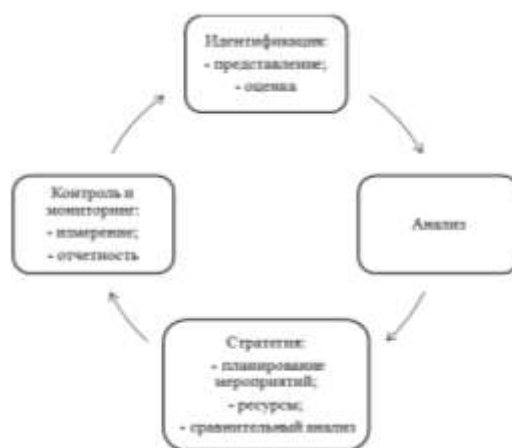 Идентификация:
- представление;
- оценка
Анализ
Стратегия:
- планирование
мероприятий;
- ресурсы;
- сравнительный анализ
Контроль и
мониторинг:
- измерение;
- отчетность